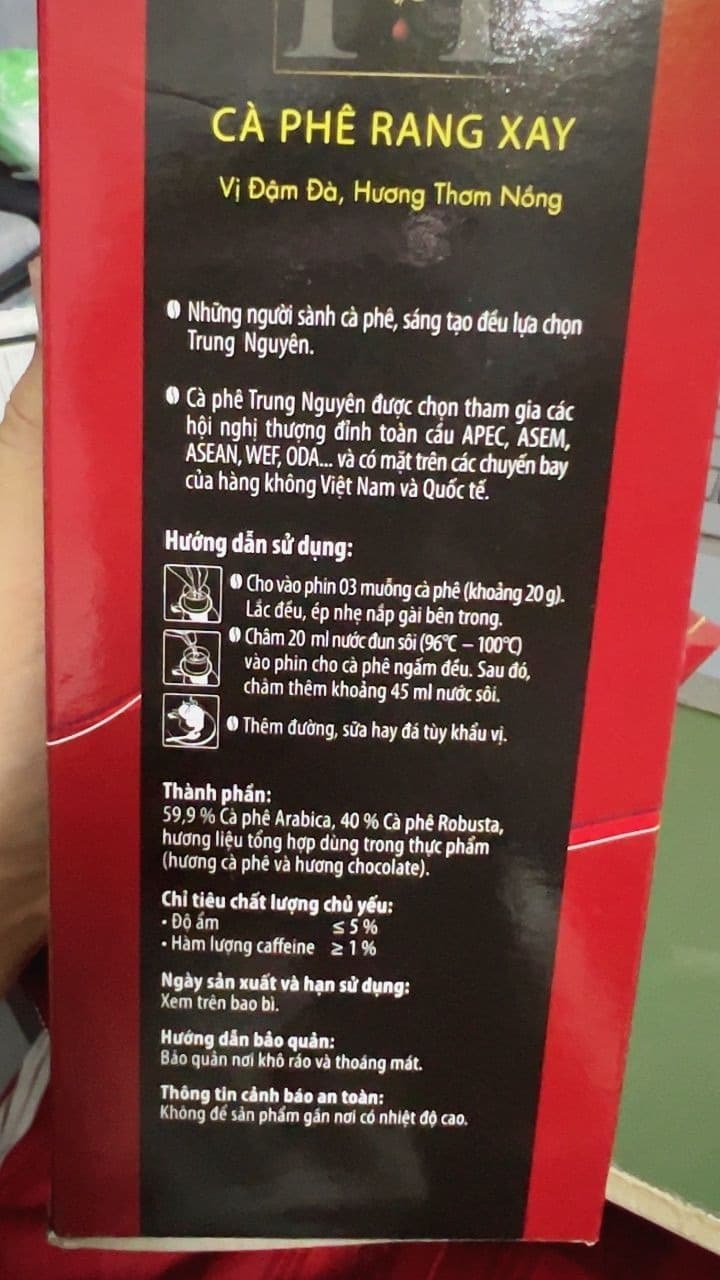 CÀ PHÊ RANG XAY
Vị Đậm Đà, Hương Thơm Nồng
Những người sành cà phê, sáng tạo đều lựa chọn
Trung Nguyên.
Cà phê Trung Nguyên được chọn tham gia các
hội nghị thượng đỉnh toàn cầu APEC, ASEM,
ASEAN, WEF, ODA... và có mặt trên các chuyến bay
của hàng không Việt Nam và Quốc tế.
Hướng dẫn sử dụng:
Cho vào phin 03 muỗng cà phê (khoảng 20 g).
Lắc đều, ép nhẹ nắp gài bên trong.
Châm 20 ml nước đun sôi (96°C – 100°C)
vào phin cho cà phê ngấm đều. Sau đó,
châm thêm khoảng 45 ml nước sôi.
Thêm đường, sữa hay đá tùy khẩu vị.
Thành phần:
59,9 % Cà phê Arabica, 40 % Cà phê Robusta,
hương liệu tổng hợp dùng trong thực phẩm
(hương cà phê và hương chocolate).
Chỉ tiêu chất lượng chủ yếu:
• Độ ẩm ≤ 5 %
• Hàm lượng caffeine ≥ 1 %
Ngày sản xuất và hạn sử dụng:
Xem trên bao bì.
Hướng dẫn bảo quản:
Bảo quản nơi khô ráo và thoáng mát.
Thông tin cảnh báo an toàn:
Không để sản phẩm gần nơi có nhiệt độ cao.